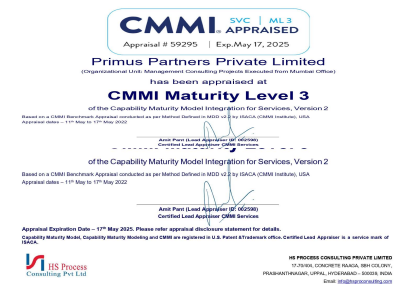 CMMI® SVC | ML3
APPRAISED
Appraisal # 59295 | Exp.May 17, 2025
Primus Partners Private Limited
(Organizational Unit: Management Consulting Projects Executed from Mumbai Office)
has been appraised at
CMMI Maturity Level 3
of the Capability Maturity Model Integration for Services, Version 2
Based on a CMMI Benchmark Appraisal conducted as per Method Defined in MDD v2.2 by ISACA (CMMI Institute), USA
Appraisal dates – 11th May to 17th May 2022
Amit Pant (Lead Appraiser ID: 002598)
Certified Lead Appraiser CMMI Services
of the Capability Maturity Model Integration for Services, Version 2
Based on a CMMI Benchmark Appraisal conducted as per Method Defined in MDD v2.2 by ISACA (CMMI Institute), USA
Appraisal dates – 11th May to 17th May 2022
Amit Pant (Lead Appraiser ID: 002598)
Certified Lead Appraiser CMMI Services
Appraisal Expiration Date – 17th May 2025. Please refer appraisal disclosure statement for details.
Capability Maturity Model, Capability Maturity Modeling and CMMI are registered in U.S. Patent &Trademark office. Certified Lead Appraiser is a service mark of
ISACA.
HS Process
Consulting Pvt Ltd
HS PROCESS CONSULTING PRIVATE LIMITED
CONCRETE RAAGA, SBH COLONY,
PRASHANTHNAGAR, UPPAL, HYDERABAD – 500039, INDIA
Email: info@hsproconsulting.com